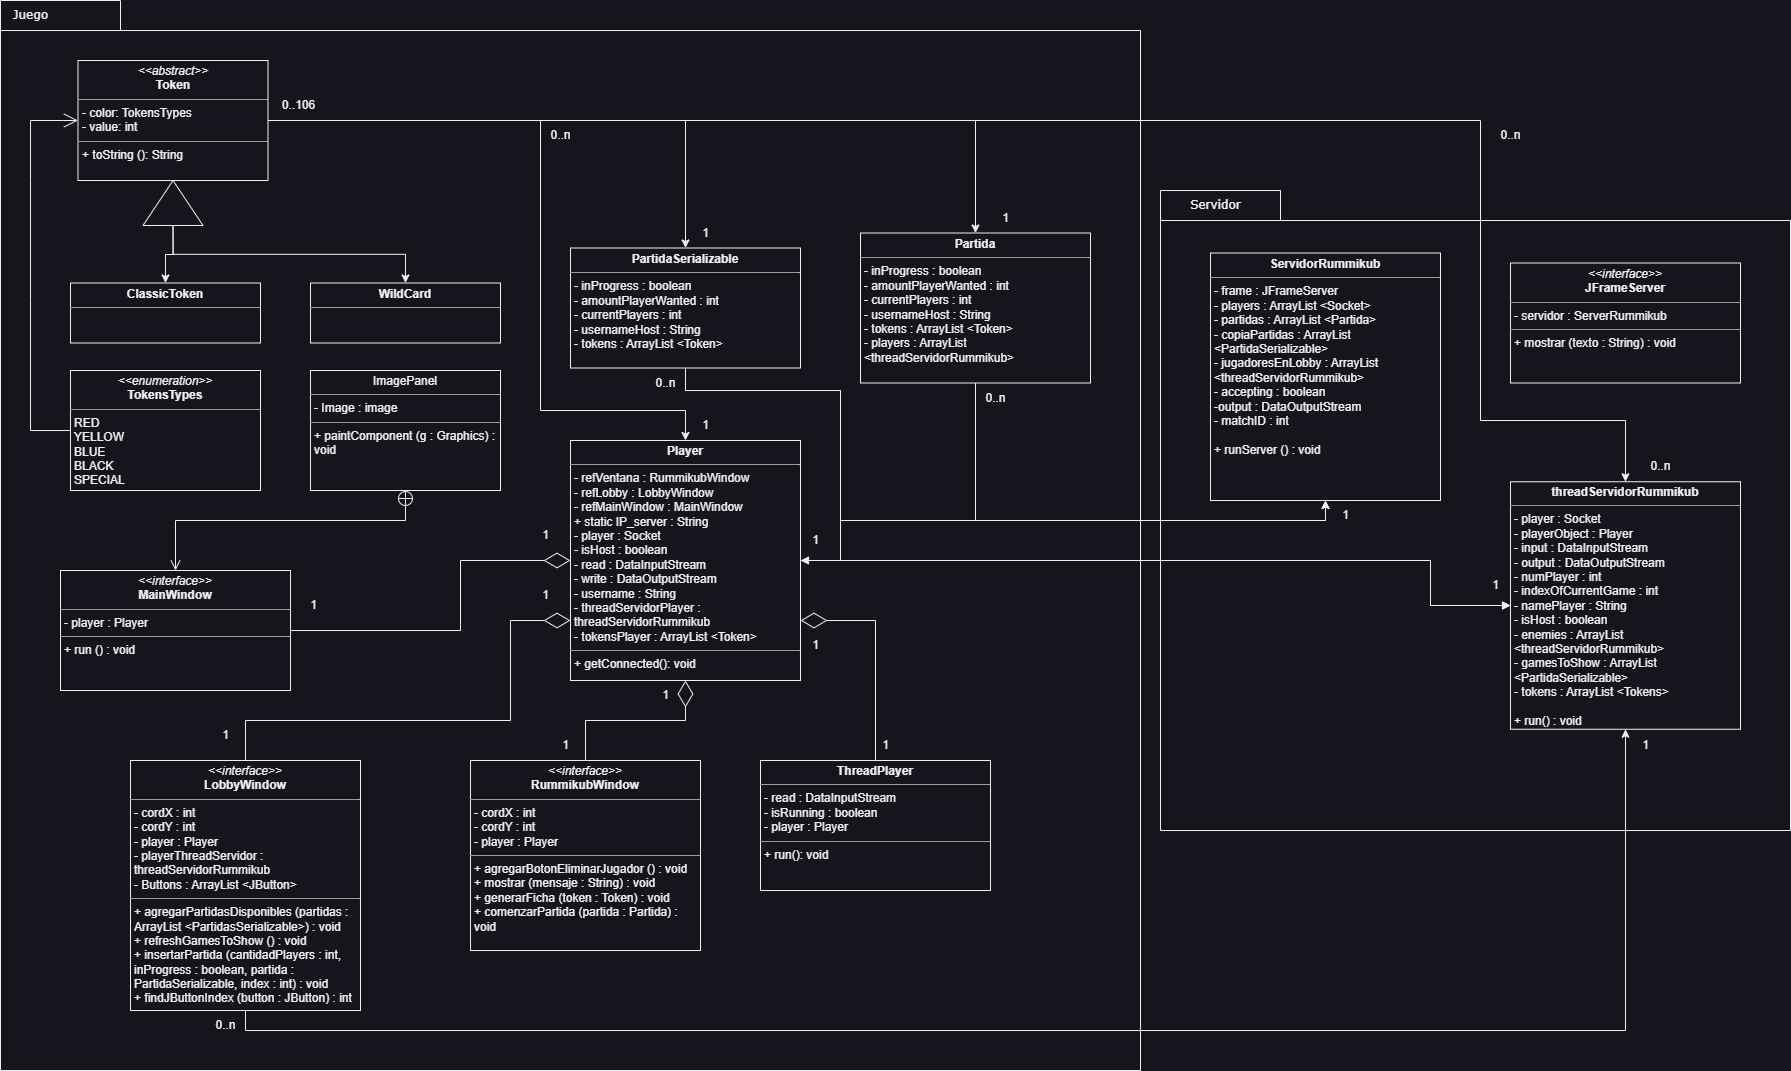 Juego
<<abstract>>
Token
- color: TokensTypes
- value: int
+ toString (): String
0..106
0..n
0..n
1
1
ClassicToken
WildCard
<<enumeration>>
TokensTypes
RED
YELLOW
BLUE
BLACK
SPECIAL
ImagePanel
- Image : image
+ paintComponent (g : Graphics) :
void
PartidaSerializable
- inProgress : boolean
- amountPlayerWanted : int
- currentPlayers : int
- usernameHost : String
- tokens : ArrayList <Token>
0..n
Partida
- inProgress : boolean
- amountPlayerWanted : int
- currentPlayers : int
- usernameHost : String
- tokens : ArrayList <Token>
- players : ArrayList
<threadServidorRummikub>
0..n
1
Player
- refVentana : RummikubWindow
- refLobby : LobbyWindow
- refMainWindow : MainWindow
+ static IP_server : String
- player : Socket
- isHost : boolean
- read : DataInputStream
- write : DataOutputStream
- username : String
- threadServidorPlayer :
threadServidorRummikub
- tokensPlayer : ArrayList <Token>
+ getConnected(): void
1
1
1
1
1
<<interface>>
MainWindow
- player : Player
+ run () : void
1
1
<<interface>>
LobbyWindow
- cordX : int
- cordY : int
- player : Player
- playerThreadServidor :
threadServidorRummikub
- Buttons : ArrayList <JButton>
+ agregarPartidasDisponibles (partidas :
ArrayList <PartidasSerializable>) : void
+ refreshGamesToShow () : void
+ insertarPartida (cantidadPlayers : int,
inProgress : boolean, partida :
PartidaSerializable, index : int) : void
+ findJButtonIndex (button : JButton) : int
0..n
1
<<interface>>
RummikubWindow
- cordX : int
- cordY : int
- player : Player
+ agregarBotonEliminarJugador () : void
+ mostrar (mensaje : String) : void
+ generarFicha (token : Token) : void
+ comenzarPartida (partida : Partida) :
void
1
ThreadPlayer
- read : DataInputStream
- isRunning : boolean
- player : Player
+ run(): void
Servidor
ServidorRummikub
- frame : JFrameServer
- players : ArrayList <Socket>
- partidas : ArrayList <Partida>
- copiaPartidas : ArrayList
<PartidaSerializable>
- jugadoresEnLobby : ArrayList
<threadServidorRummikub>
- accepting : boolean
-output : DataOutputStream
- matchID : int
+ runServer () : void
1
<<interface>>
JFrameServer
- servidor : ServerRummikub
+ mostrar (texto : String) : void
0..n
1
threadServidorRummikub
- player : Socket
- playerObject : Player
- input : DataInputStream
- output : DataOutputStream
- numPlayer : int
- indexOfCurrentGame : int
- namePlayer : String
- isHost : boolean
- enemies : ArrayList
<threadServidorRummikub>
- gamesToShow : ArrayList
<PartidaSerializable>
- tokens : ArrayList <Tokens>
+ run() : void
1